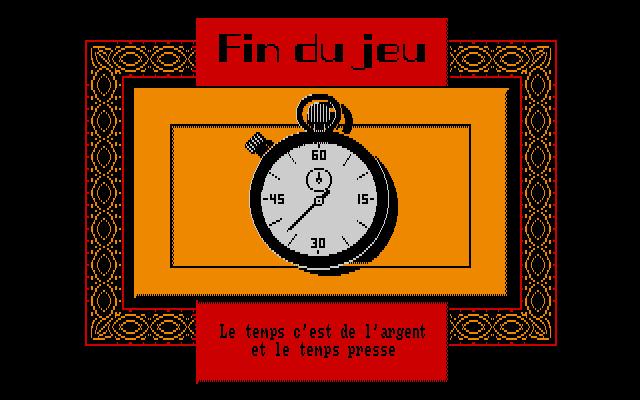 Fin du jeu
60
-45
15-
30
Le temps c'est de l'argent
et le temps presse